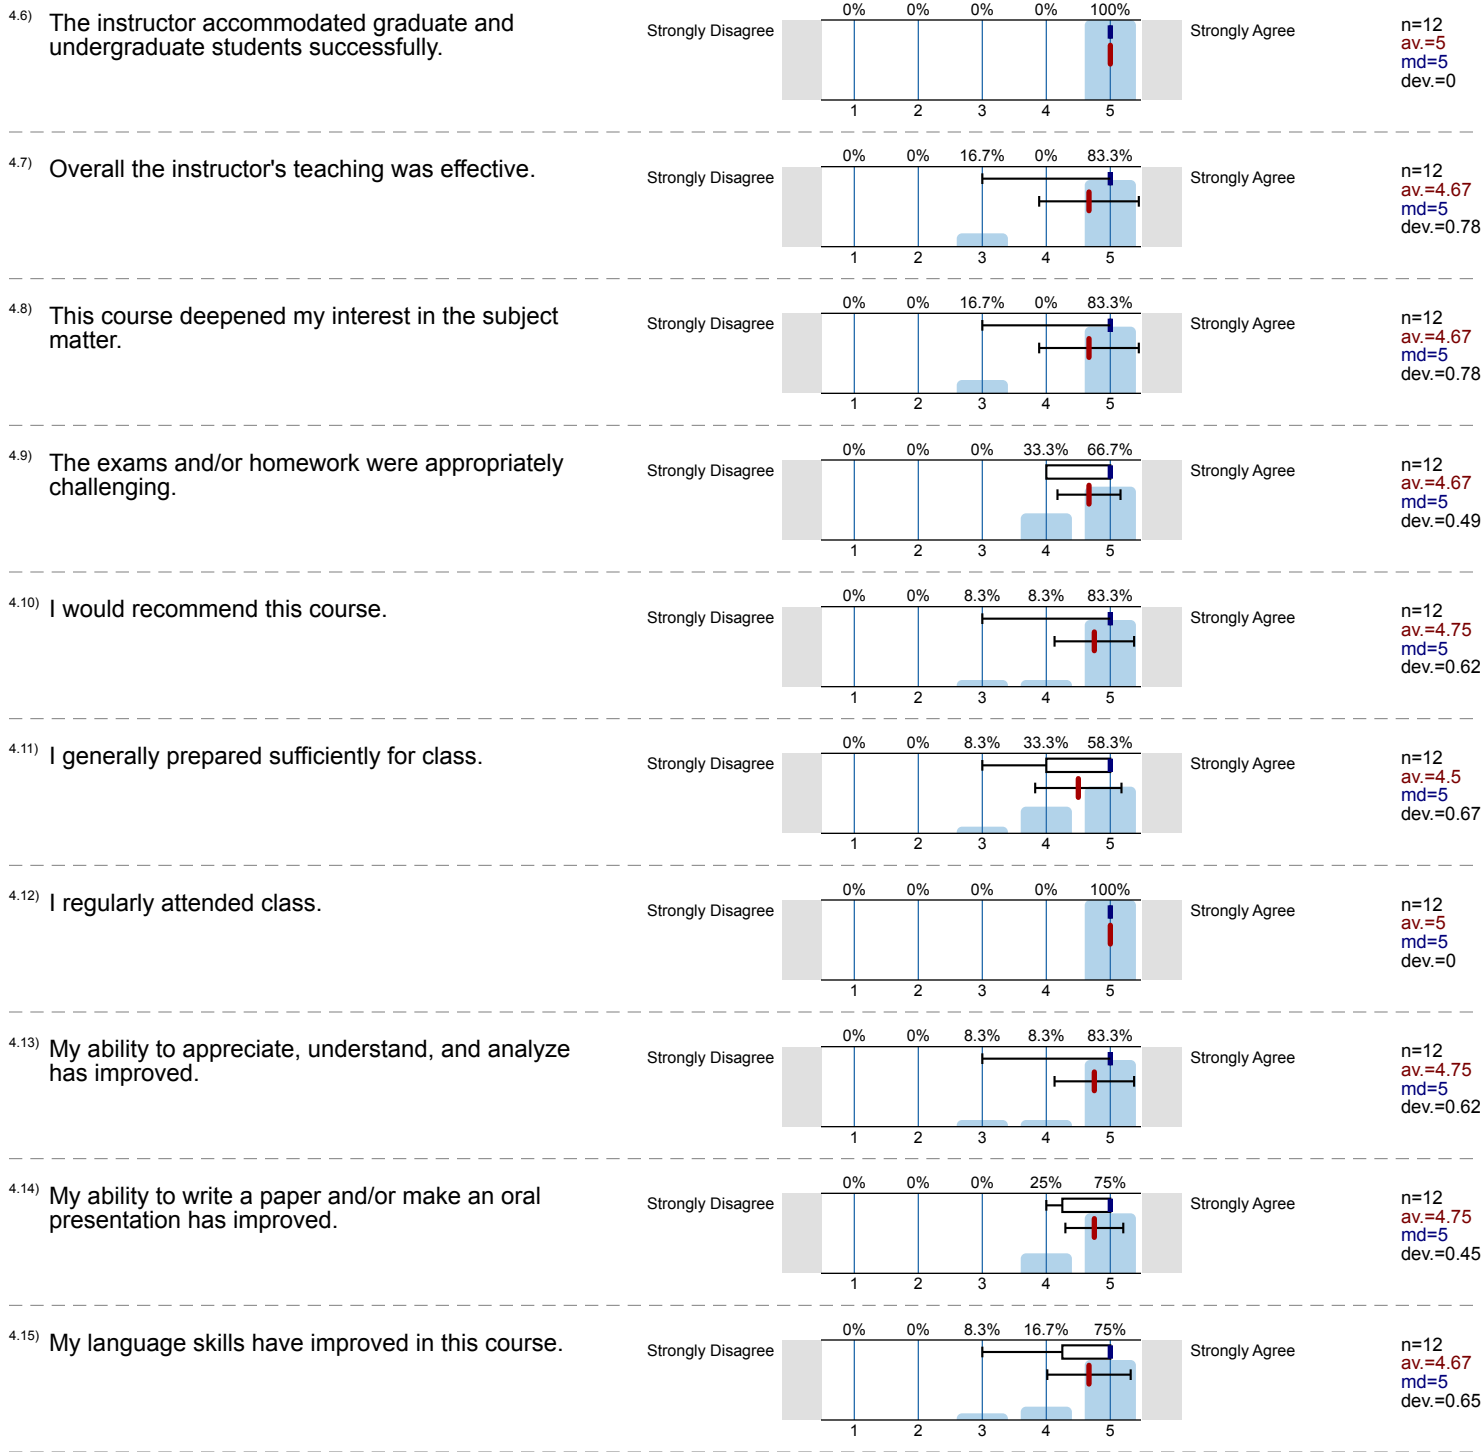 4.6) The instructor accommodated graduate and
undergraduate students successfully.
Strongly Disagree
0% 0% 0% 0% 100%
1 2 3 4 5
Strongly Agree
n=12
av.=5
md=5
dev.=0
4.7) Overall the instructor's teaching was effective.
Strongly Disagree
0% 0% 16.7% 0% 83.3%
1 2 3 4 5
Strongly Agree
n=12
av.=4.67
md=5
dev.=0.78
4.8) This course deepened my interest in the subject
matter.
Strongly Disagree
0% 0% 16.7% 0% 83.3%
1 2 3 4 5
Strongly Agree
n=12
av.=4.67
md=5
dev.=0.78
4.9) The exams and/or homework were appropriately
challenging.
Strongly Disagree
0% 0% 0% 33.3% 66.7%
1 2 3 4 5
Strongly Agree
n=12
av.=4.67
md=5
dev.=0.49
4.10) I would recommend this course.
Strongly Disagree
0% 0% 8.3% 8.3% 83.3%
1 2 3 4 5
Strongly Agree
n=12
av.=4.75
md=5
dev.=0.62
4.11) I generally prepared sufficiently for class.
Strongly Disagree
0% 0% 8.3% 33.3% 58.3%
1 2 3 4 5
Strongly Agree
n=12
av.=4.5
md=5
dev.=0.67
4.12) I regularly attended class.
Strongly Disagree
0% 0% 0% 0% 100%
1 2 3 4 5
Strongly Agree
n=12
av.=5
md=5
dev.=0
4.13) My ability to appreciate, understand, and analyze
has improved.
Strongly Disagree
0% 0% 8.3% 8.3% 83.3%
1 2 3 4 5
Strongly Agree
n=12
av.=4.75
md=5
dev.=0.62
4.14) My ability to write a paper and/or make an oral
presentation has improved.
Strongly Disagree
0% 0% 0% 25% 75%
1 2 3 4 5
Strongly Agree
n=12
av.=4.75
md=5
dev.=0.45
4.15) My language skills have improved in this course.
Strongly Disagree
0% 0% 8.3% 16.7% 75%
1 2 3 4 5
Strongly Agree
n=12
av.=4.67
md=5
dev.=0.65